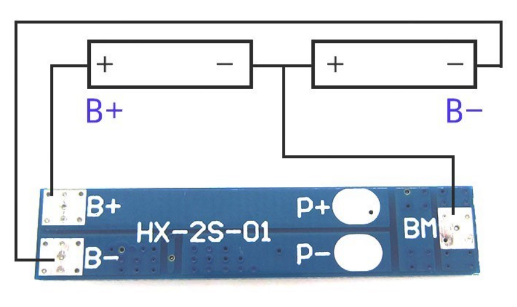 + − + −
B+ B−
B+ P+
HX-2S-01 BM
B- P-